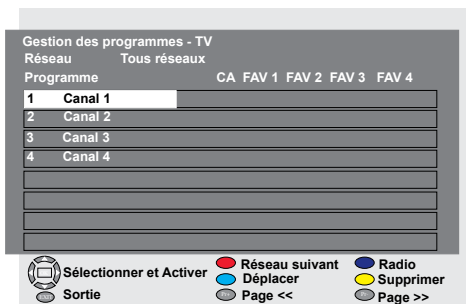 Gestion des programmes - TV
Réseau Tous réseaux
Programme CA FAV 1 FAV 2 FAV 3 FAV 4
1 Canal 1
2 Canal 2
3 Canal 3
4 Canal 4
Sélectionner et Activer Réseau suivant Radio
Déplacer Supprimer
EXIT Sortie Page << Page >>